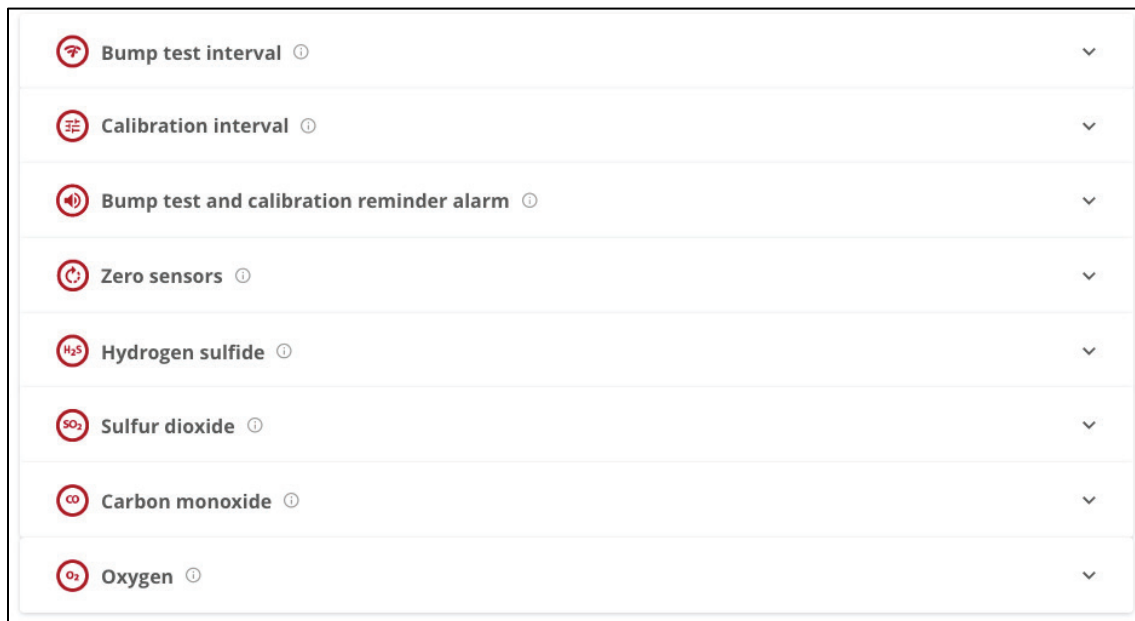 Bump test interval
Calibration interval
Bump test and calibration reminder alarm
Zero sensors
H₂S Hydrogen sulfide
SO₂ Sulfur dioxide
CO Carbon monoxide
O₂ Oxygen